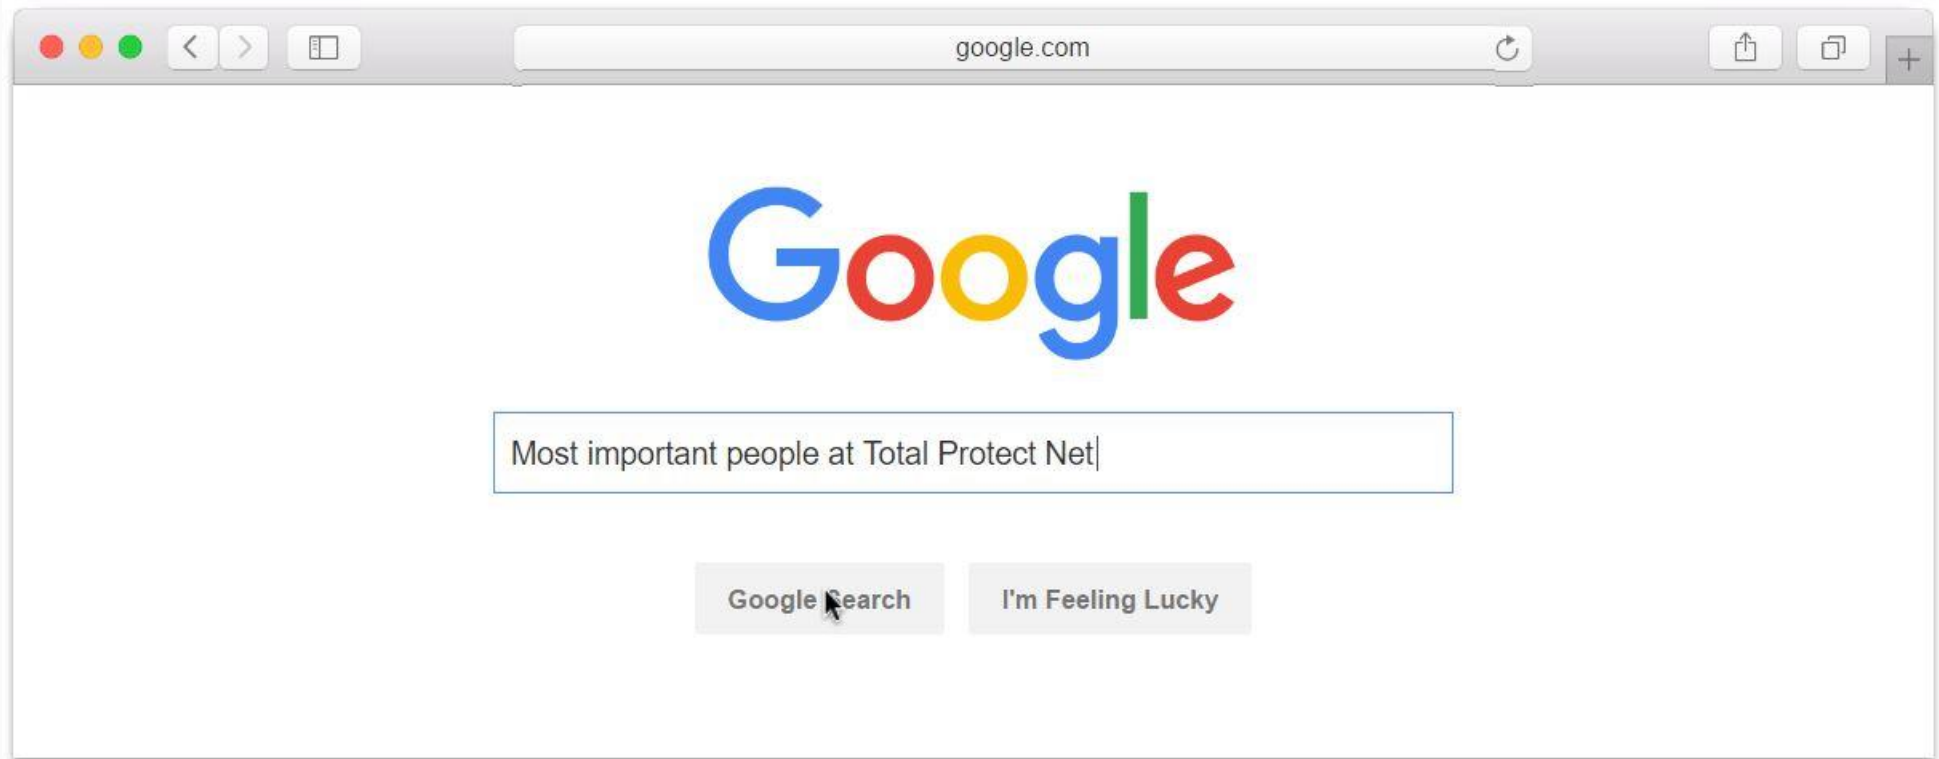 google.com
Google
Most important people at Total Protect Net
Google Search
I'm Feeling Lucky